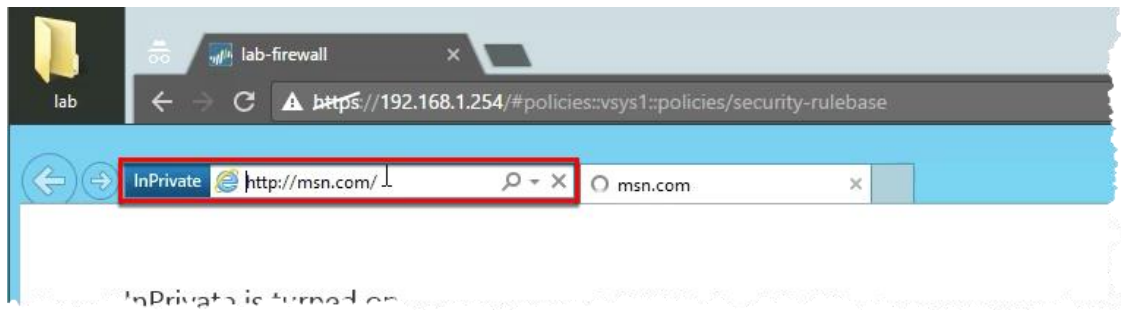 lab-firewall
lab
https://192.168.1.254/#policies::vsys1::policies/security-rulebase
InPrivate http://msn.com/
msn.com
InPrivate is turned on